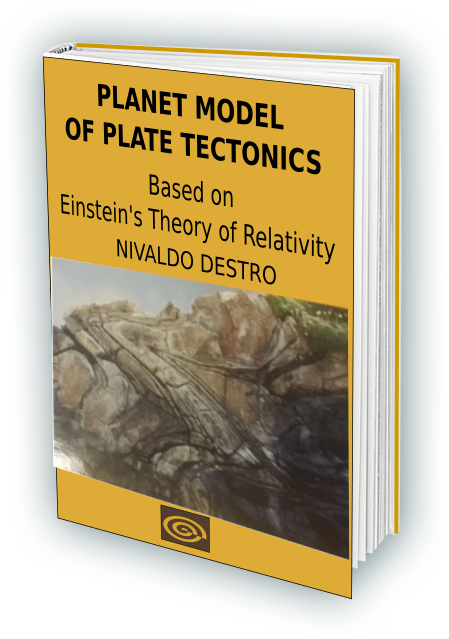 PLANET MODEL
OF PLATE TECTONICS
Based on
Einstein's Theory of Relativity
NIVALDO DESTRO